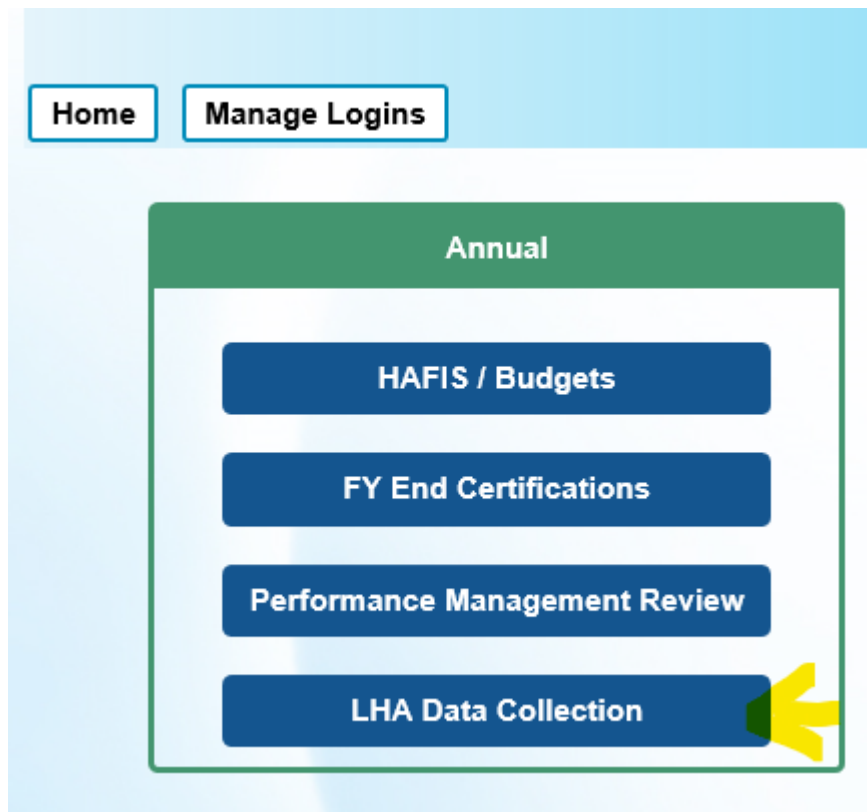 Home
Manage Logins
Annual
HAFIS / Budgets
FY End Certifications
Performance Management Review
LHA Data Collection